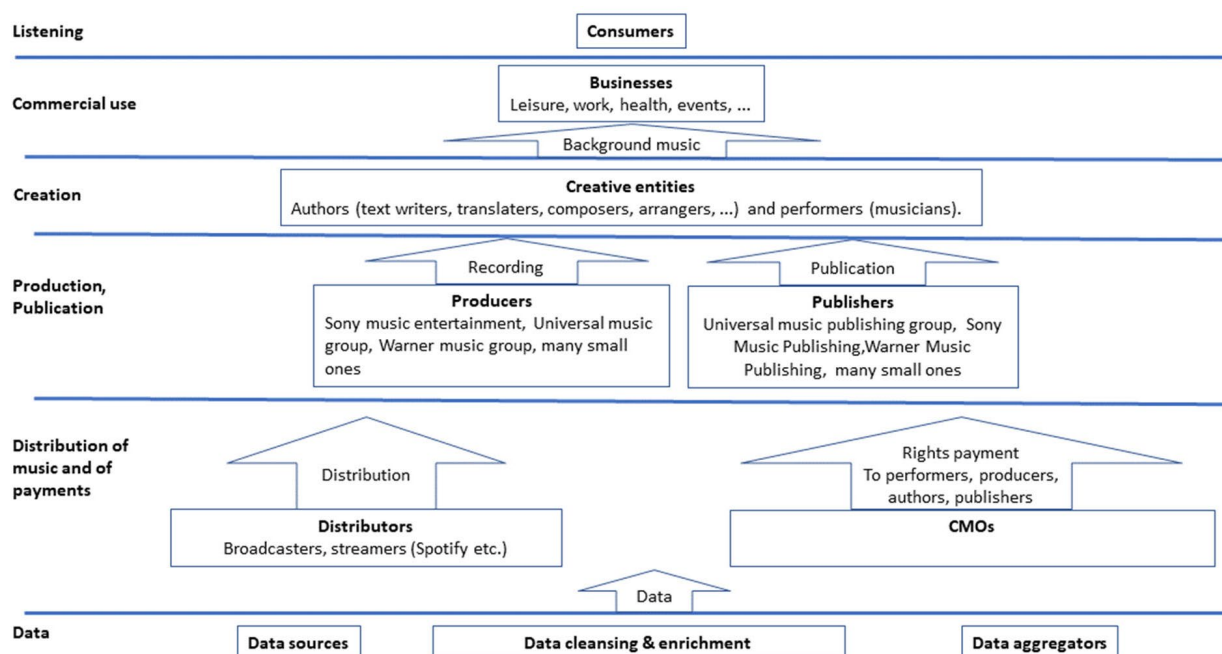 Listening
Consumers
Commercial use
Businesses
Leisure, work, health, events, ...
Background music
Creation
Creative entities
Authors (text writers, translaters, composers, arrangers, ...) and performers (musicians).
Recording
Publication
Production,
Publication
Producers
Sony music entertainment, Universal music
group, Warner music group, many small
ones
Publishers
Universal music publishing group, Sony
Music Publishing,Warner Music
Publishing, many small ones
Distribution of
music and of
payments
Distribution
Rights payment
To performers, producers,
authors, publishers
Distributors
Broadcasters, streamers (Spotify etc.)
CMOs
Data
Data
Data sources
Data cleansing & enrichment
Data aggregators